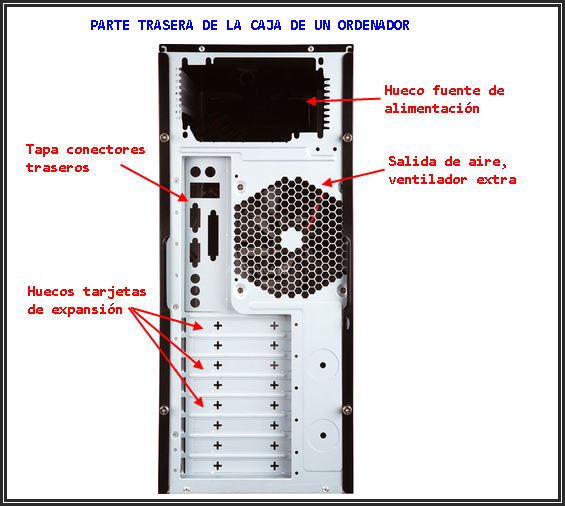 PARTE TRASERA DE LA CAJA DE UN ORDENADOR
Hueco fuente de
alimentación
Tapa conectores
traseros
Salida de aire,
ventilador extra
Huecos tarjetas
de expansión